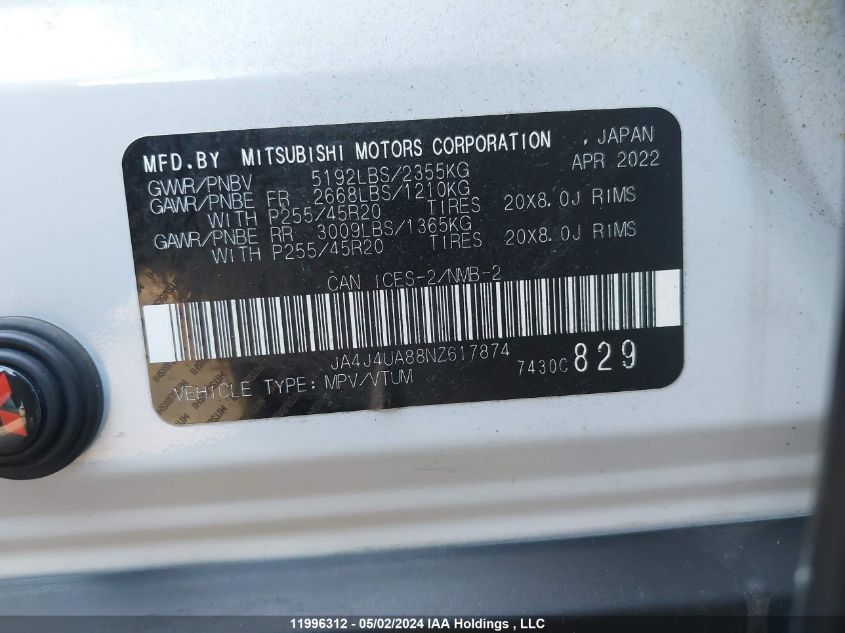 MFD.BY MITSUBISHI MOTORS CORPORATION , JAPAN
GVWR/PNBV 5192LBS/2355KG APR 2022
GAWR/PNBE FR 2668LBS/1210KG
WITH P255/45R20 TIRES 20X8.0J RIMS
GAWR/PNBE RR 3009LBS/1365KG
WITH P255/45R20 TIRES 20X8.0J RIMS
CAN ICES-2/NMB-2
JA4J4UA88NZ617874
VEHICLE TYPE: MPV/VTUM 7430C 829
11996312 - 05/02/2024 IAA Holdings , LLC